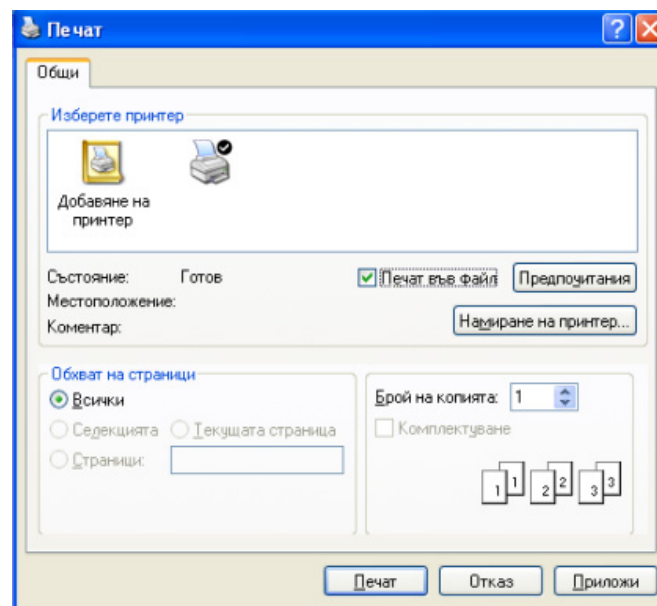 Печат
Общи
Изберете принтер
Добавяне на
принтер
Състояние: Готов
Печат във файл
Предпочитания
Местоположение:
Коментар:
Намиране на принтер...
Обхват на страници
Всички
Селекцията Текущата страница
Страници:
Брой на копията: 1
Комплектуване
1 1 2 2 3 3
Печат Отказ Приложи